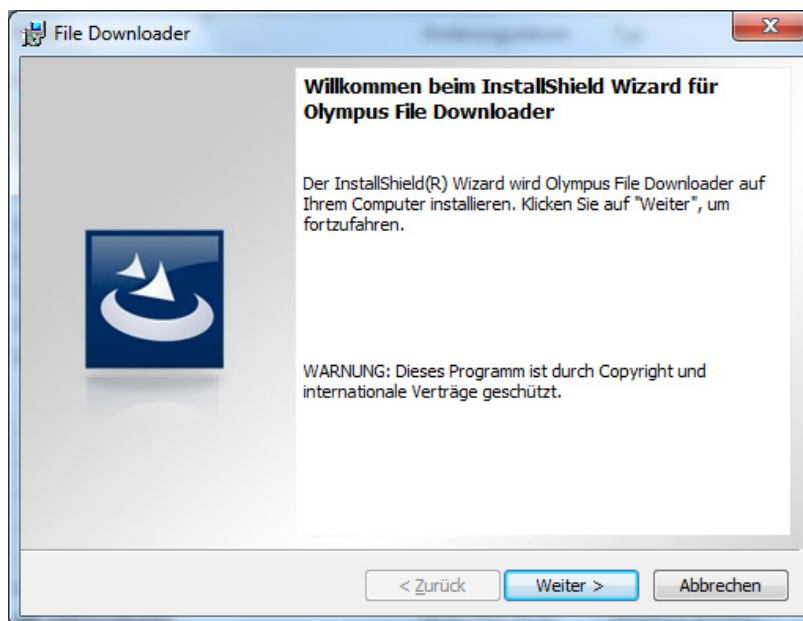 File Downloader
Änderungsdatum Typ
Willkommen beim InstallShield Wizard für
Olympus File Downloader
Der InstallShield(R) Wizard wird Olympus File Downloader auf
Ihrem Computer installieren. Klicken Sie auf "Weiter", um
fortzufahren.
WARNUNG: Dieses Programm ist durch Copyright und
internationale Verträge geschützt.
< Zurück Weiter > Abbrechen